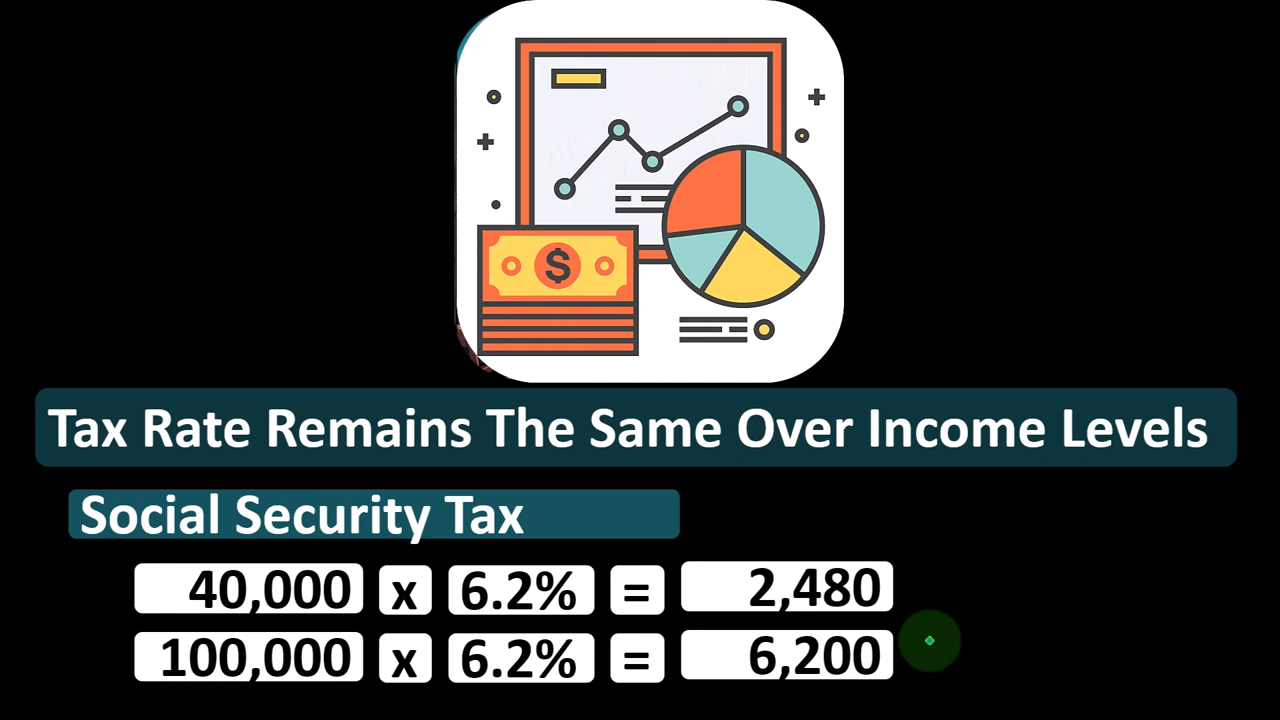 $
Tax Rate Remains The Same Over Income Levels
Social Security Tax
40,000 x 6.2% = 2,480
100,000 x 6.2% = 6,200